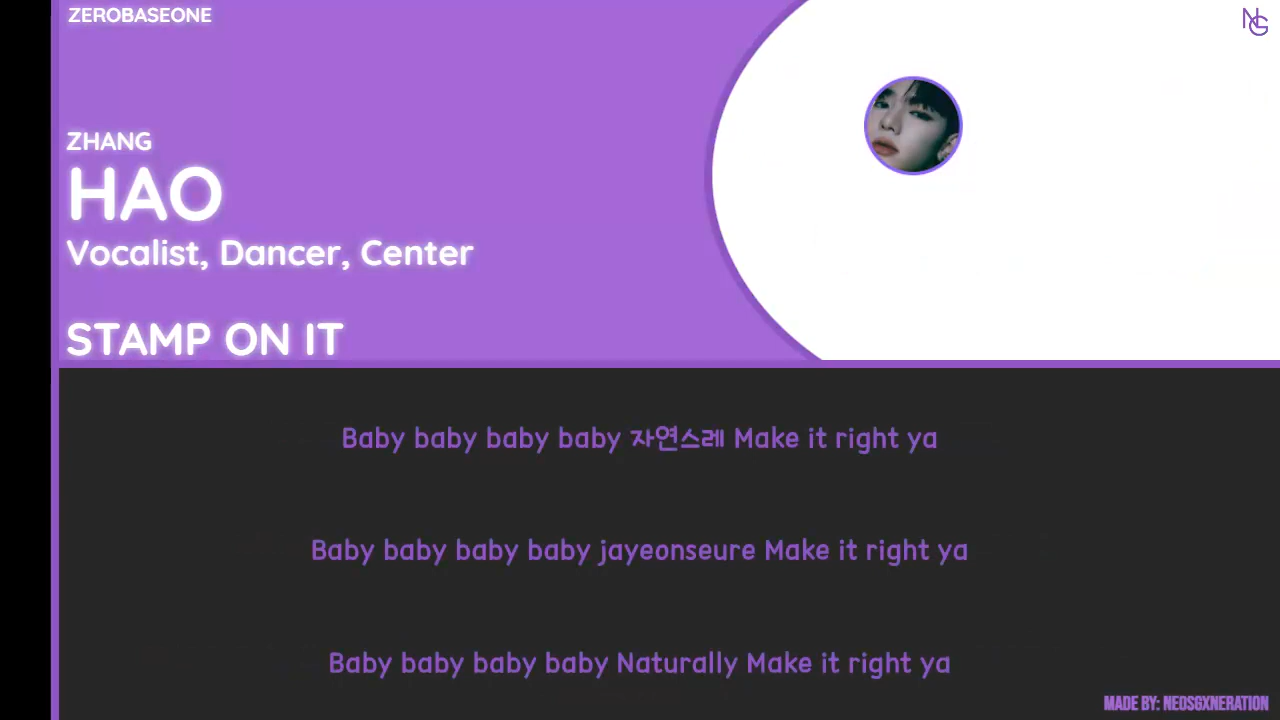 ZEROBASEONE
NG
ZHANG
HAO
Vocalist, Dancer, Center
STAMP ON IT
Baby baby baby baby 자연스레 Make it right ya
Baby baby baby baby jayeonseure Make it right ya
Baby baby baby baby Naturally Make it right ya
MADE BY: NEOSGXNERATION